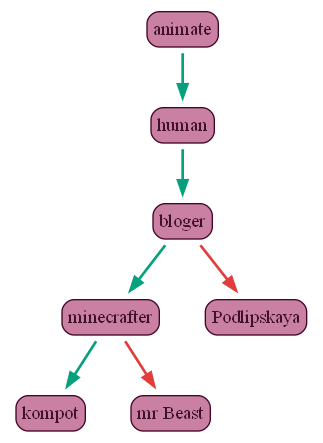 animate
human
bloger
minecrafter
Podlipskaya
kompot
mr Beast